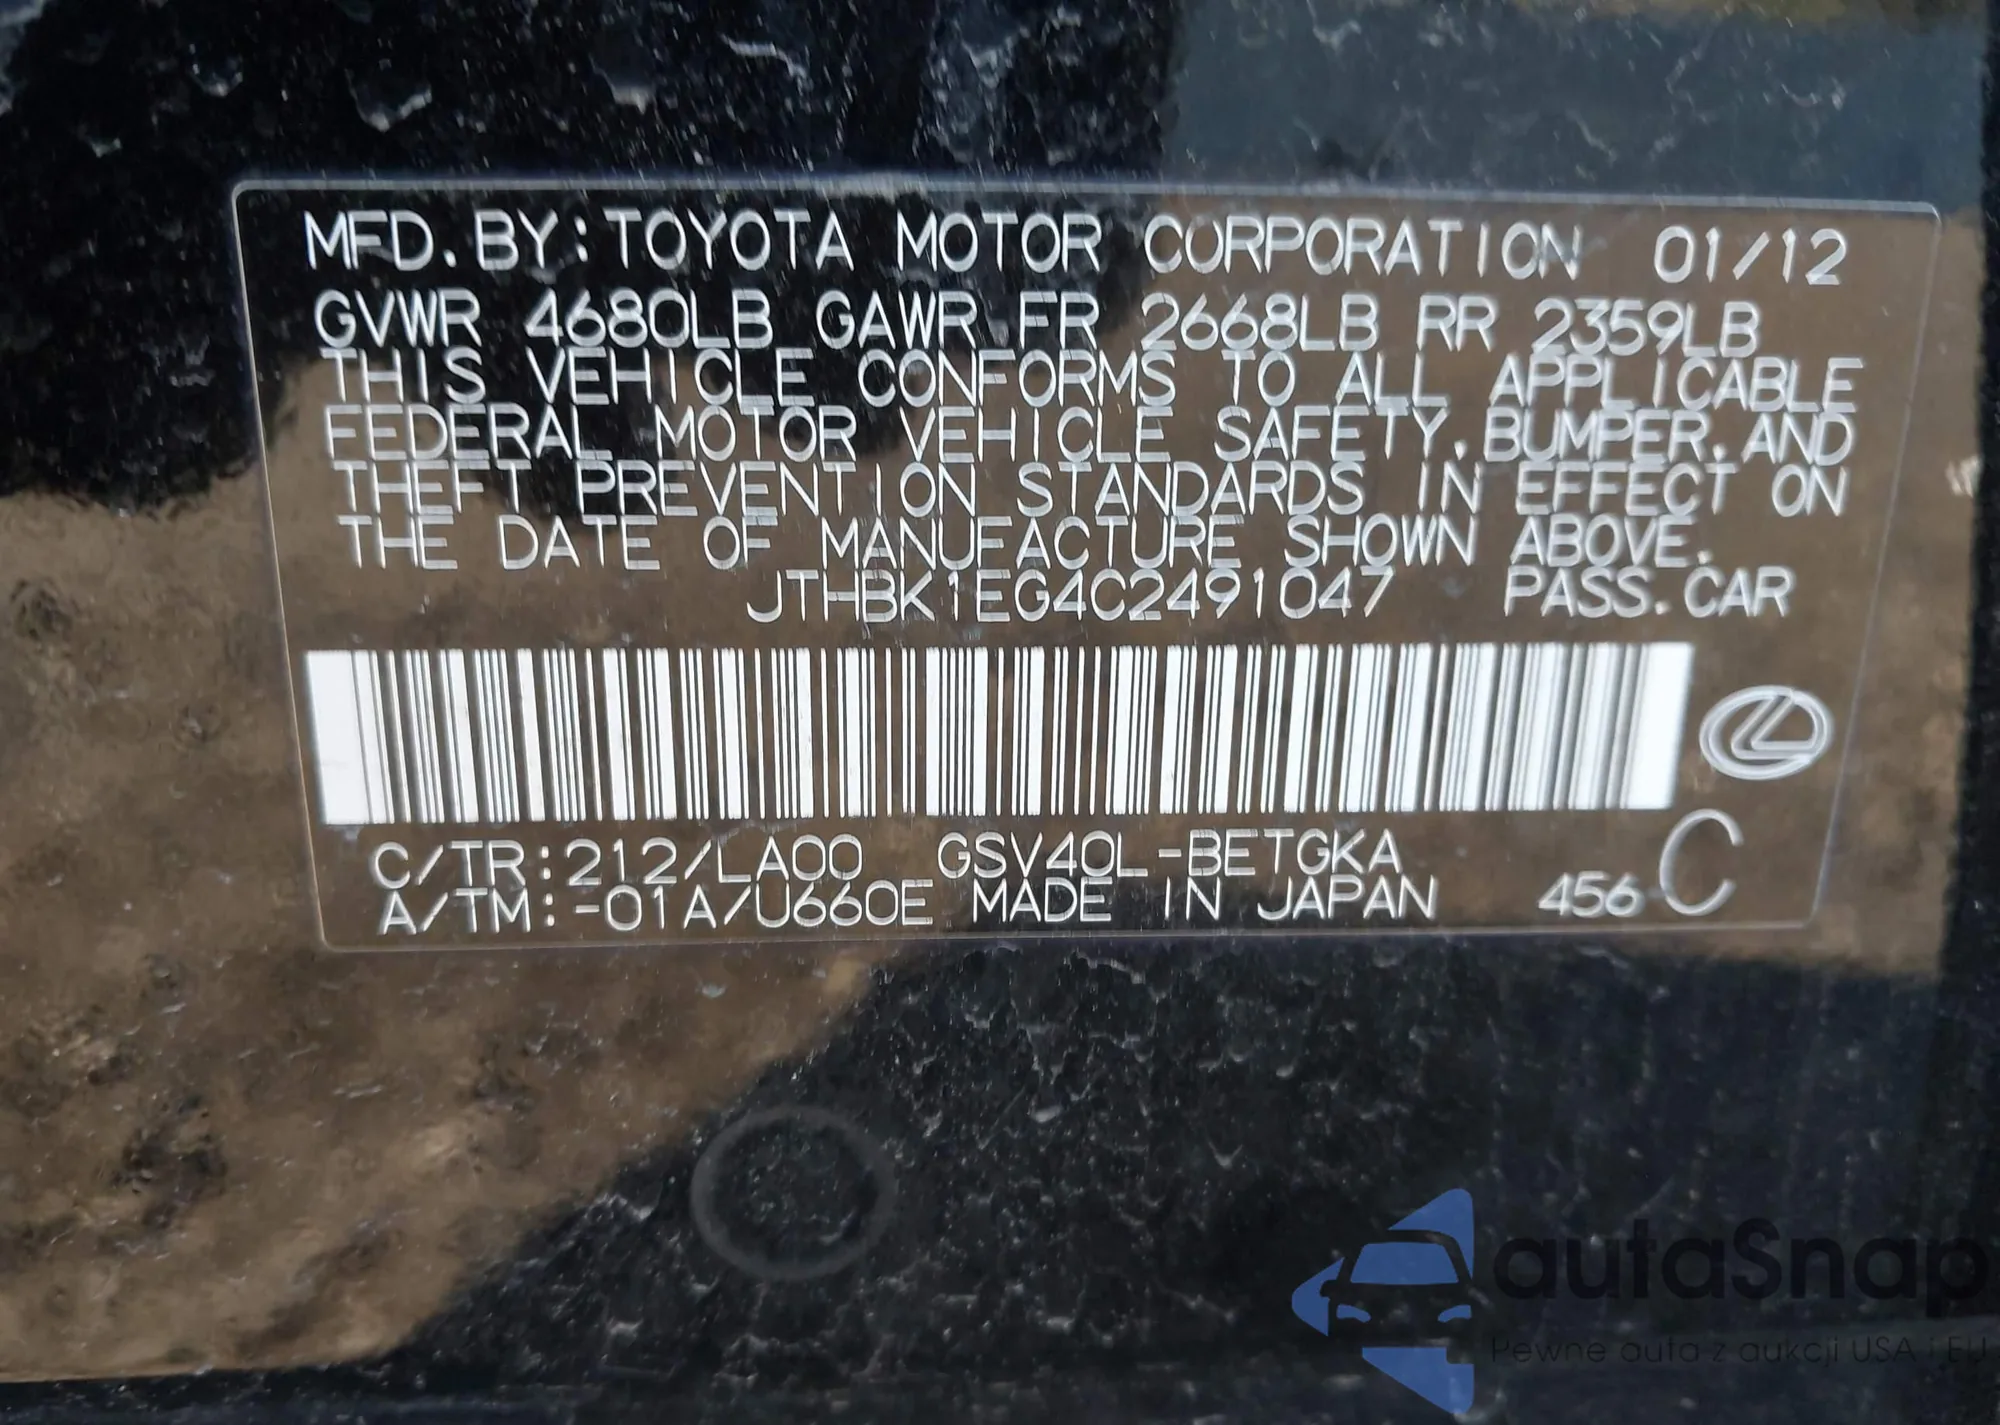 MFD.BY:TOYOTA MOTOR CORPORATION 01/12
GVWR 4680LB GAWR FR 2668LB RR 2359LB
THIS VEHICLE CONFORMS TO ALL APPLICABLE
FEDERAL MOTOR VEHICLE SAFETY,BUMPER,AND
THEFT PREVENTION STANDARDS IN EFFECT ON
THE DATE OF MANUFACTURE SHOWN ABOVE.
JTHBK1EG4C2491047 PASS.CAR
C/TR:212/LA00 GSV40L-BETGKA
A/TM:-01A/U660E MADE IN JAPAN 456 C
autaSnap
Pewne auta z aukcji USA i EU